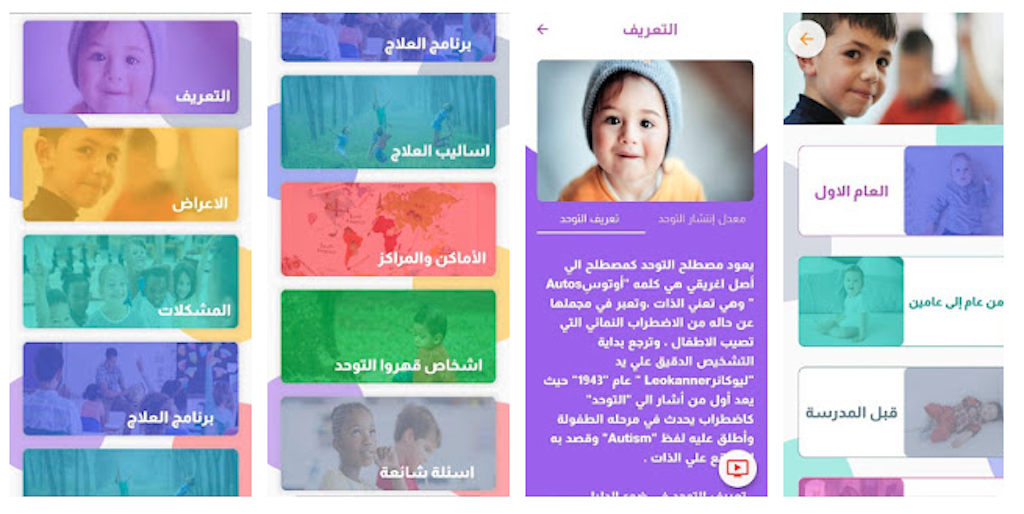 التعريف
الاعراض
المشكلات
برنامج العلاج
برنامج العلاج
اساليب العلاج
الأماكن والمراكز
اشخاص قهروا التوحد
اسئلة شائعة
التعريف
معدل إنتشار التوحد
تعريف التوحد
يعود مصطلح التوحد كمصطلح الي
أصل اغريقي هي كلمه "أوتوسAutos
" وهي تعني الذات ،وتعبر في مجملها
عن حاله من الاضطراب النمائي التي
تصيب الاطفال ، وترجع بداية
التشخيص الدقيق علي يد
"ليوكانرLeokanner " عام "1943" حيث
يعد أول من أشار الي "التوحد"
كاضطراب يحدث في مرحله الطفولة
وأطلق عليه لفظ "Autism" وقصد به
علي الذات .
العام الاول
من عام إلى عامين
قبل المدرسة